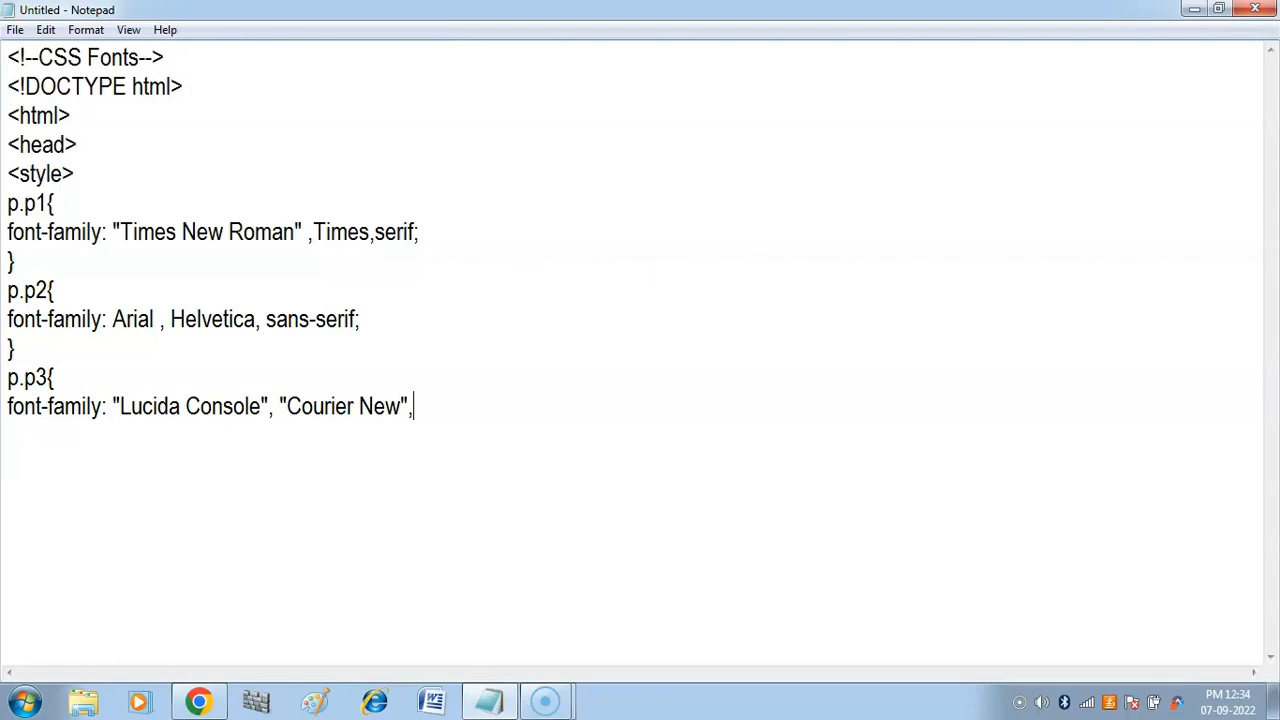 Untitled - Notepad
File Edit Format View Help
<!--CSS Fonts-->
<!DOCTYPE html>
<html>
<head>
<style>
p.p1{
font-family: "Times New Roman" ,Times,serif;
}
p.p2{
font-family: Arial , Helvetica, sans-serif;
}
p.p3{
font-family: "Lucida Console", "Courier New",
PM 12:34
07-09-2022